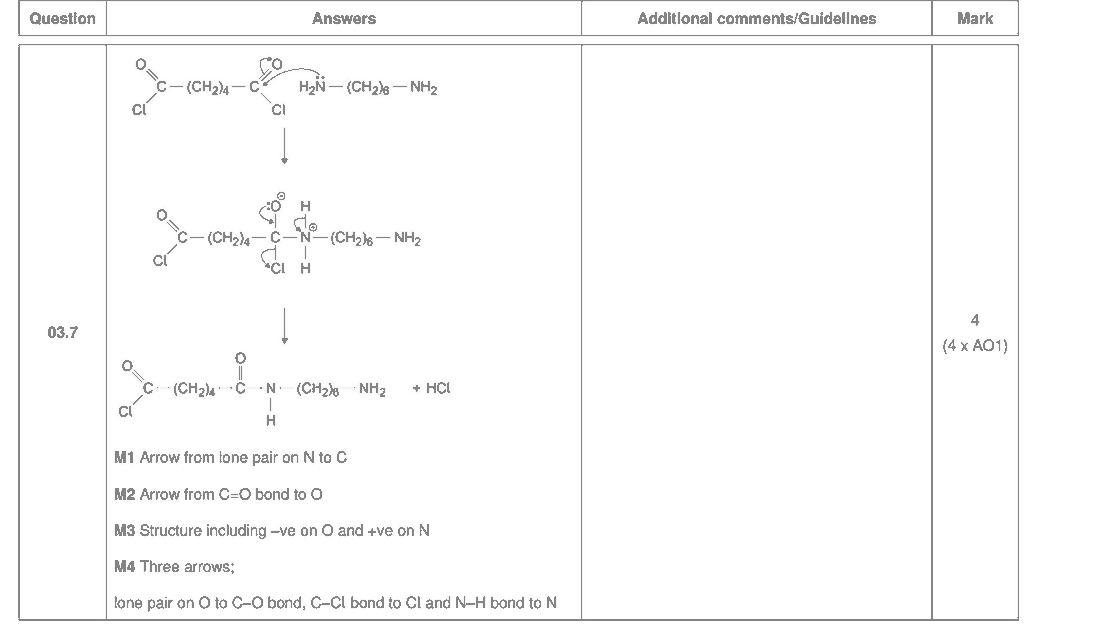 Question Answers Additional comments/Guidelines Mark
O O
C–(CH2)4–C H2N̈–(CH2)6–NH2
Cl Cl
:O⊖ H
O
C–(CH2)4–C–N⊕–(CH2)6–NH2
Cl
Cl H
03.7
4
(4 x AO1)
O O
C–(CH2)4–C–N–(CH2)6–NH2 + HCl
Cl
H
M1 Arrow from lone pair on N to C
M2 Arrow from C=O bond to O
M3 Structure including –ve on O and +ve on N
M4 Three arrows;
lone pair on O to C–O bond, C–Cl bond to Cl and N–H bond to N